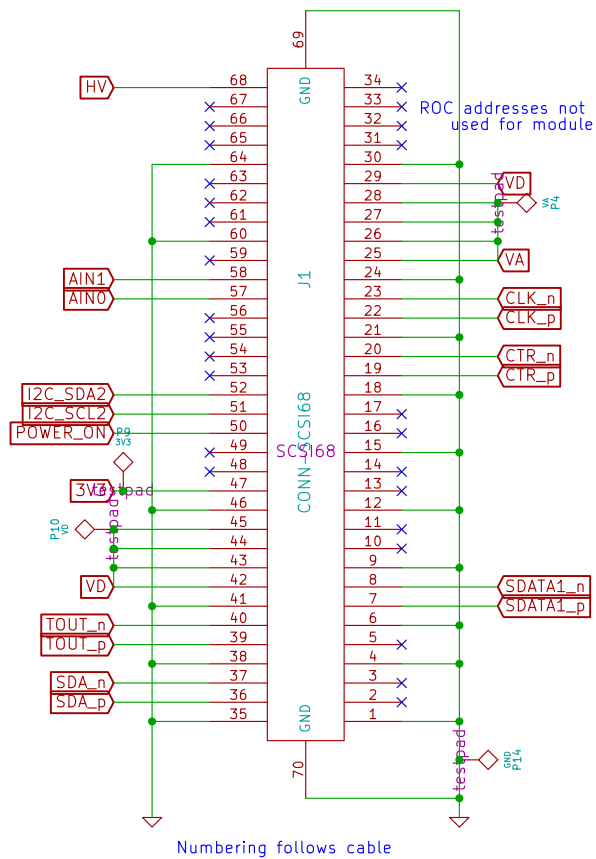 69
HV
68
GND
34
67
33
ROC addresses not
66
32
used for module
65
31
64
30
63
29
VD
62
28
testpad
VA
P4
61
27
60
26
59
25
VA
AIN1
58
J1
24
AIN0
57
23
CLK_n
56
22
CLK_p
55
21
54
20
CTR_n
53
19
CTR_p
I2C_SDA2
52
18
I2C_SCL2
51
17
POWER_ON
P9
50
16
3V3
49
SCSI68
CONN_SCSI68
15
48
14
3V3
testpad
47
13
46
12
P10
VD
testpad
45
11
44
10
43
9
VD
42
8
SDATA1_n
41
7
SDATA1_p
TOUT_n
40
6
TOUT_p
39
5
38
4
SDA_n
37
3
SDA_p
36
2
35
GND
1
70
testpad
GND
P14
Numbering follows cable